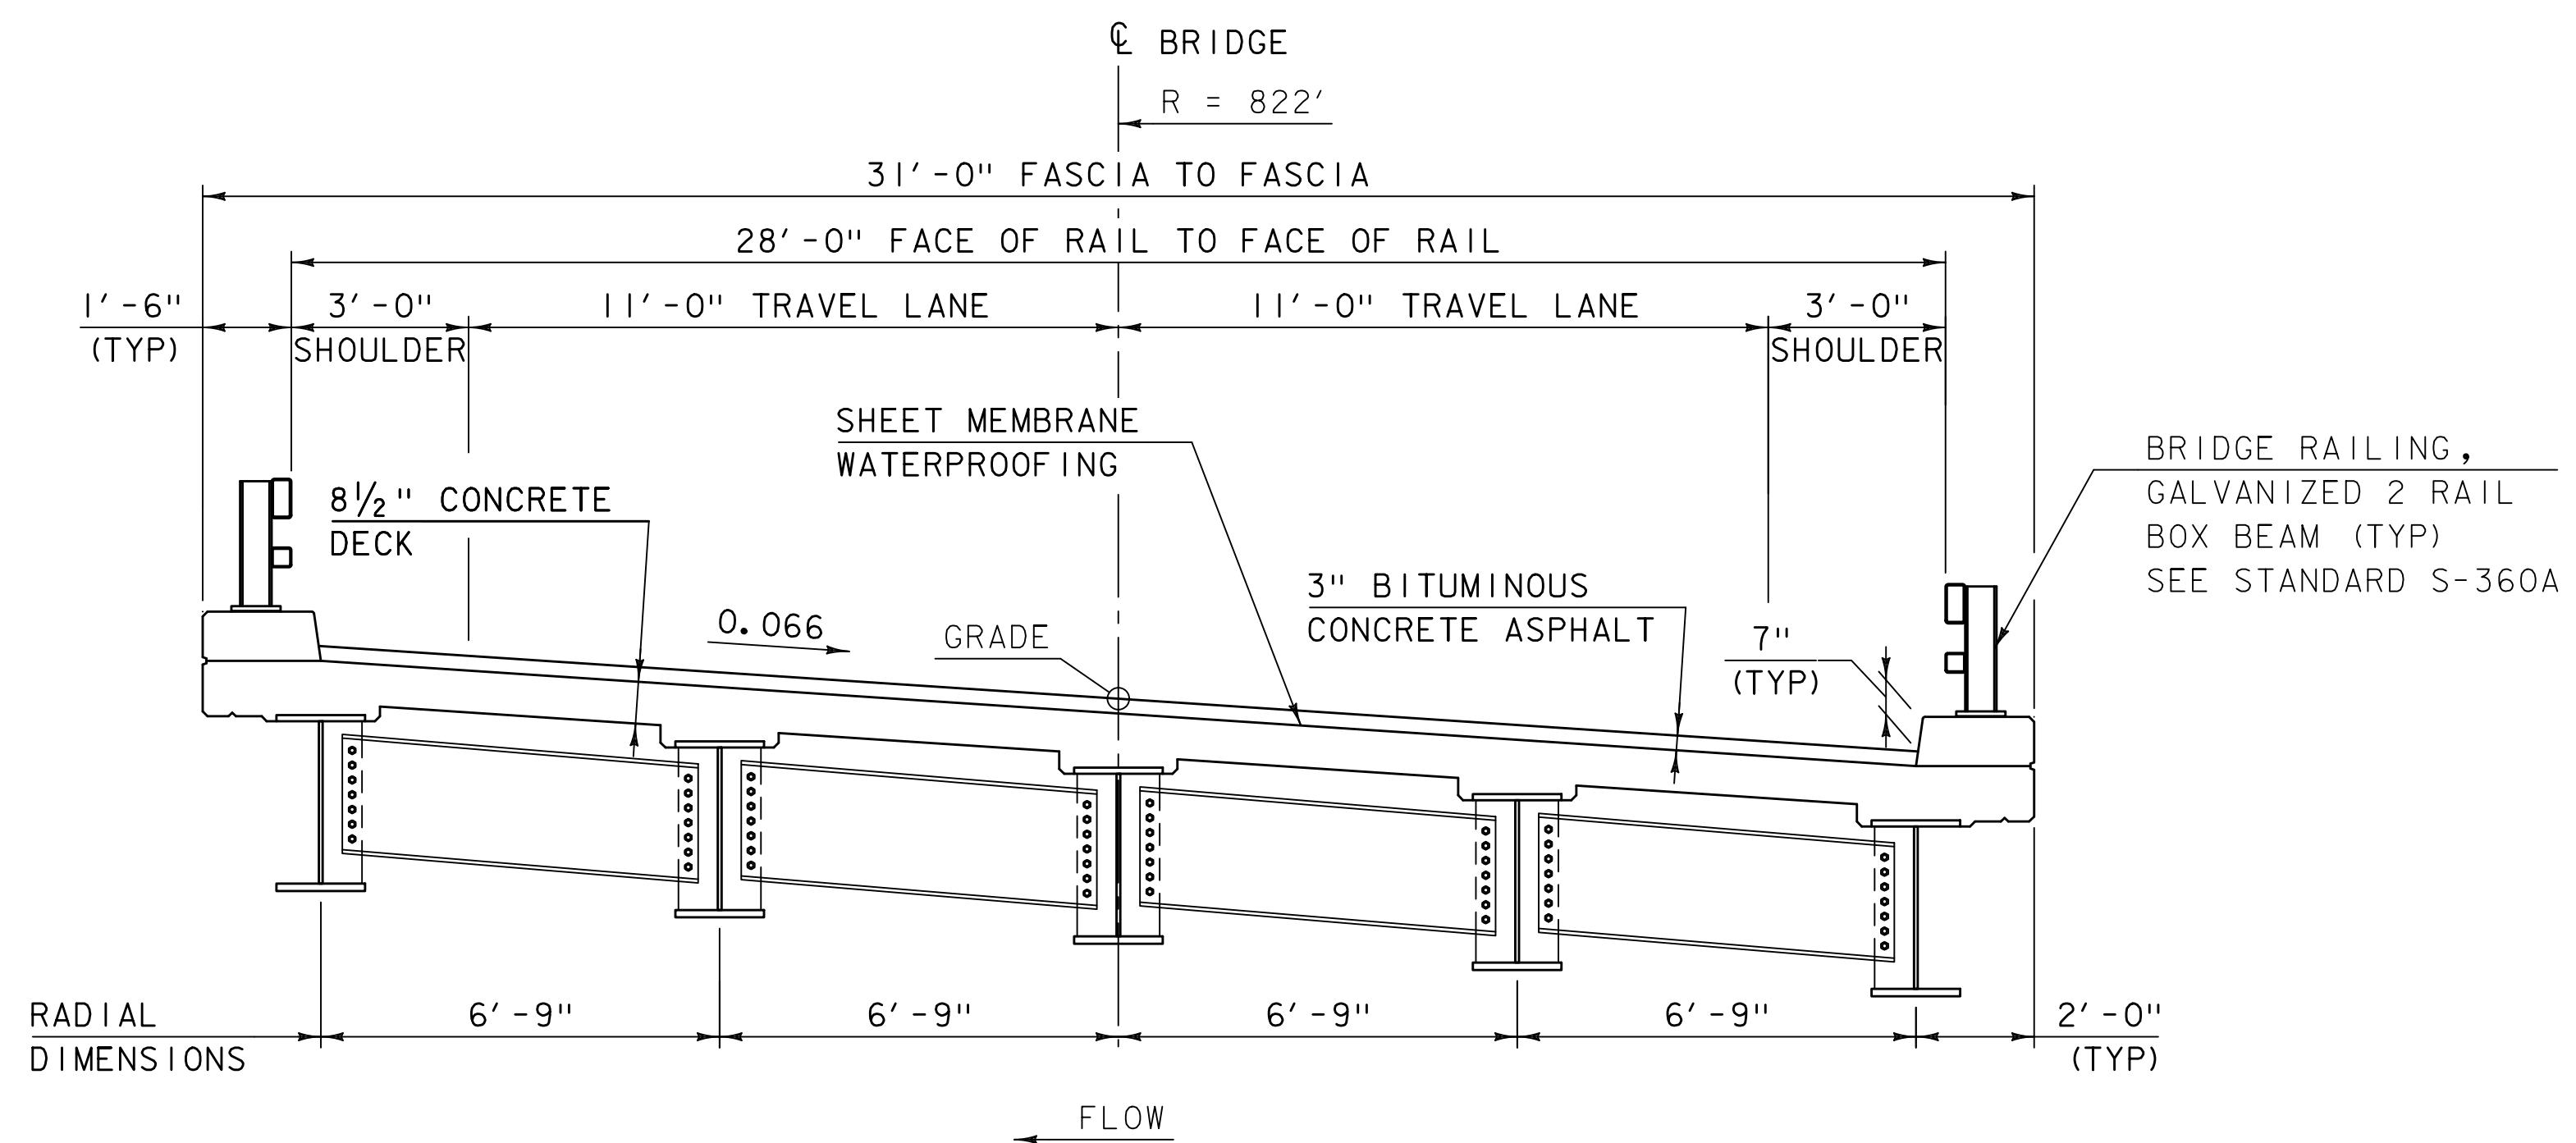 ℄ BRIDGE
R = 822'
31'-0" FASCIA TO FASCIA
28'-0" FACE OF RAIL TO FACE OF RAIL
1'-6"
(TYP)
3'-0"
SHOULDER
11'-0" TRAVEL LANE
11'-0" TRAVEL LANE
3'-0"
SHOULDER
SHEET MEMBRANE
WATERPROOFING
8½" CONCRETE
DECK
BRIDGE RAILING,
GALVANIZED 2 RAIL
BOX BEAM (TYP)
SEE STANDARD S-360A
0.066
GRADE
3" BITUMINOUS
CONCRETE ASPHALT
7"
(TYP)
RADIAL
DIMENSIONS
6'-9"
6'-9"
6'-9"
6'-9"
2'-0"
(TYP)
FLOW